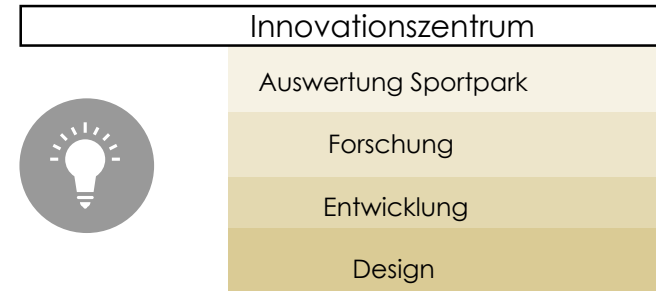 Innovationszentrum
Auswertung Sportpark
Forschung
Entwicklung
Design